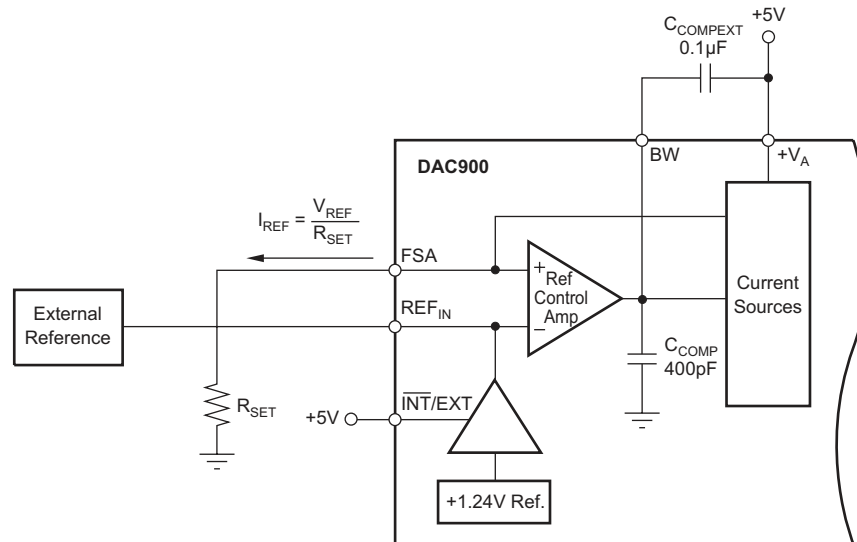 C_COMPEXT
0.1µF
+5V
BW
+V_A
DAC900
I_REF = V_REF / R_SET
FSA
REF_IN
External
Reference
+
Ref
Control
Amp
−
Current
Sources
C_COMP
400pF
R_SET
+5V
I̅N̅T̅/EXT
+1.24V Ref.